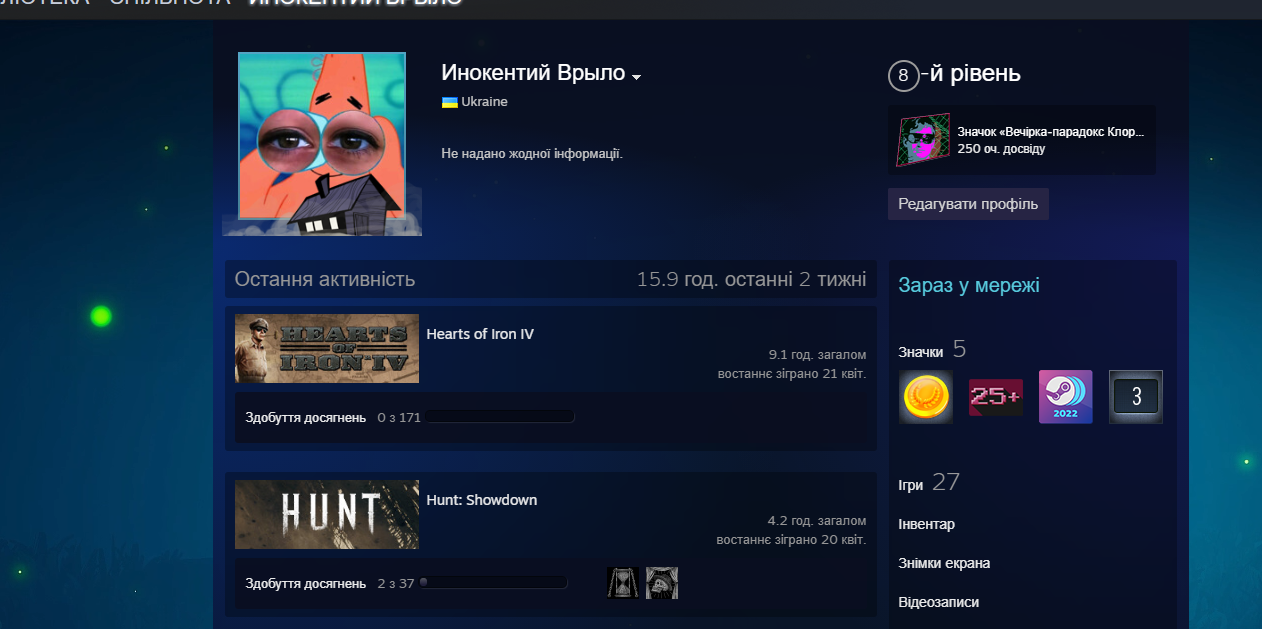 ИНОКЕНТИЙ ВРЫЛО
Инокентий Врыло
Ukraine
Не надано жодної інформації.
8-й рівень
Значок «Вечірка-парадокс Клор...
250 оч. досвіду
Редагувати профіль
Остання активність
15.9 год. останні 2 тижні
HEARTS
OF
IRON IV
Hearts of Iron IV
9.1 год. загалом
востаннє зіграно 21 квіт.
Здобуття досягнень 0 з 171
HUNT
Hunt: Showdown
4.2 год. загалом
востаннє зіграно 20 квіт.
Здобуття досягнень 2 з 37
Зараз у мережі
Значки 5
25+
2022
3
Ігри 27
Інвентар
Знімки екрана
Відеозаписи